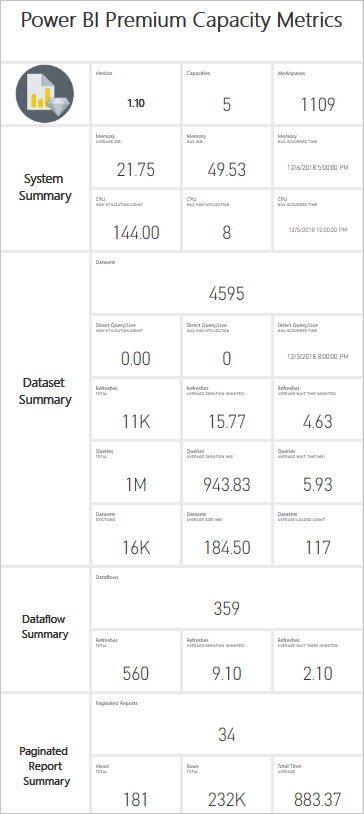 Power BI Premium Capacity Metrics
Version
1.10
Capacities
5
Workspaces
1109
System
Summary
Memory
AVERAGE (GB)
21.75
Memory
MAX (GB)
49.53
Memory
MAX OCCURRED TIME
12/6/2018 5:00:00 PM
CPU
HIGH UTILIZATION COUNT
144.00
CPU
MAX HIGH UTILIZATION
8
CPU
MAX OCCURRED TIME
12/5/2018 12:00:00 PM
Dataset
Summary
Datasets
4595
Direct Query/Live
HIGH UTILIZATION COUNT
0.00
Direct Query/Live
MAX HIGH UTILIZATION
0
Direct Query/Live
MAX OCCURRED TIME
12/3/2018 8:00:00 PM
Refreshes
TOTAL
11K
Refreshes
AVERAGE DURATION (MINUTES)
15.77
Refreshes
AVERAGE WAIT TIME (MINUTES)
4.63
Queries
TOTAL
1M
Queries
AVERAGE DURATION (MS)
943.83
Queries
AVERAGE WAIT TIME (MS)
5.93
Datasets
EVICTIONS
16K
Datasets
AVERAGE SIZE (MB)
184.50
Datasets
AVERAGE LOADED COUNT
117
Dataflow
Summary
Dataflows
359
Refreshes
TOTAL
560
Refreshes
AVERAGE DURATION (MINUTES)
9.10
Refreshes
AVERAGE WAIT TIMES (MINUTES)
2.10
Paginated
Report
Summary
Paginated Reports
34
Views
TOTAL
181
Rows
TOTAL
232K
Total Time
AVERAGE
883.37